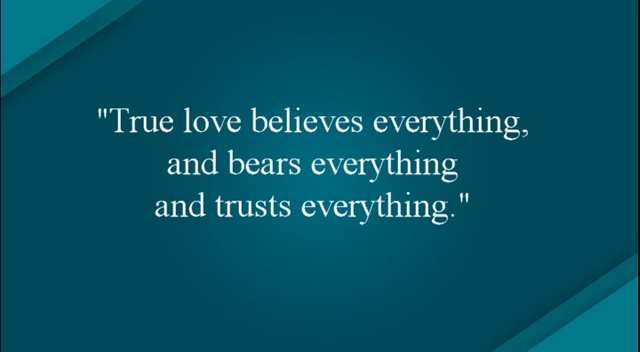 "True love believes everything,
and bears everything
and trusts everything."